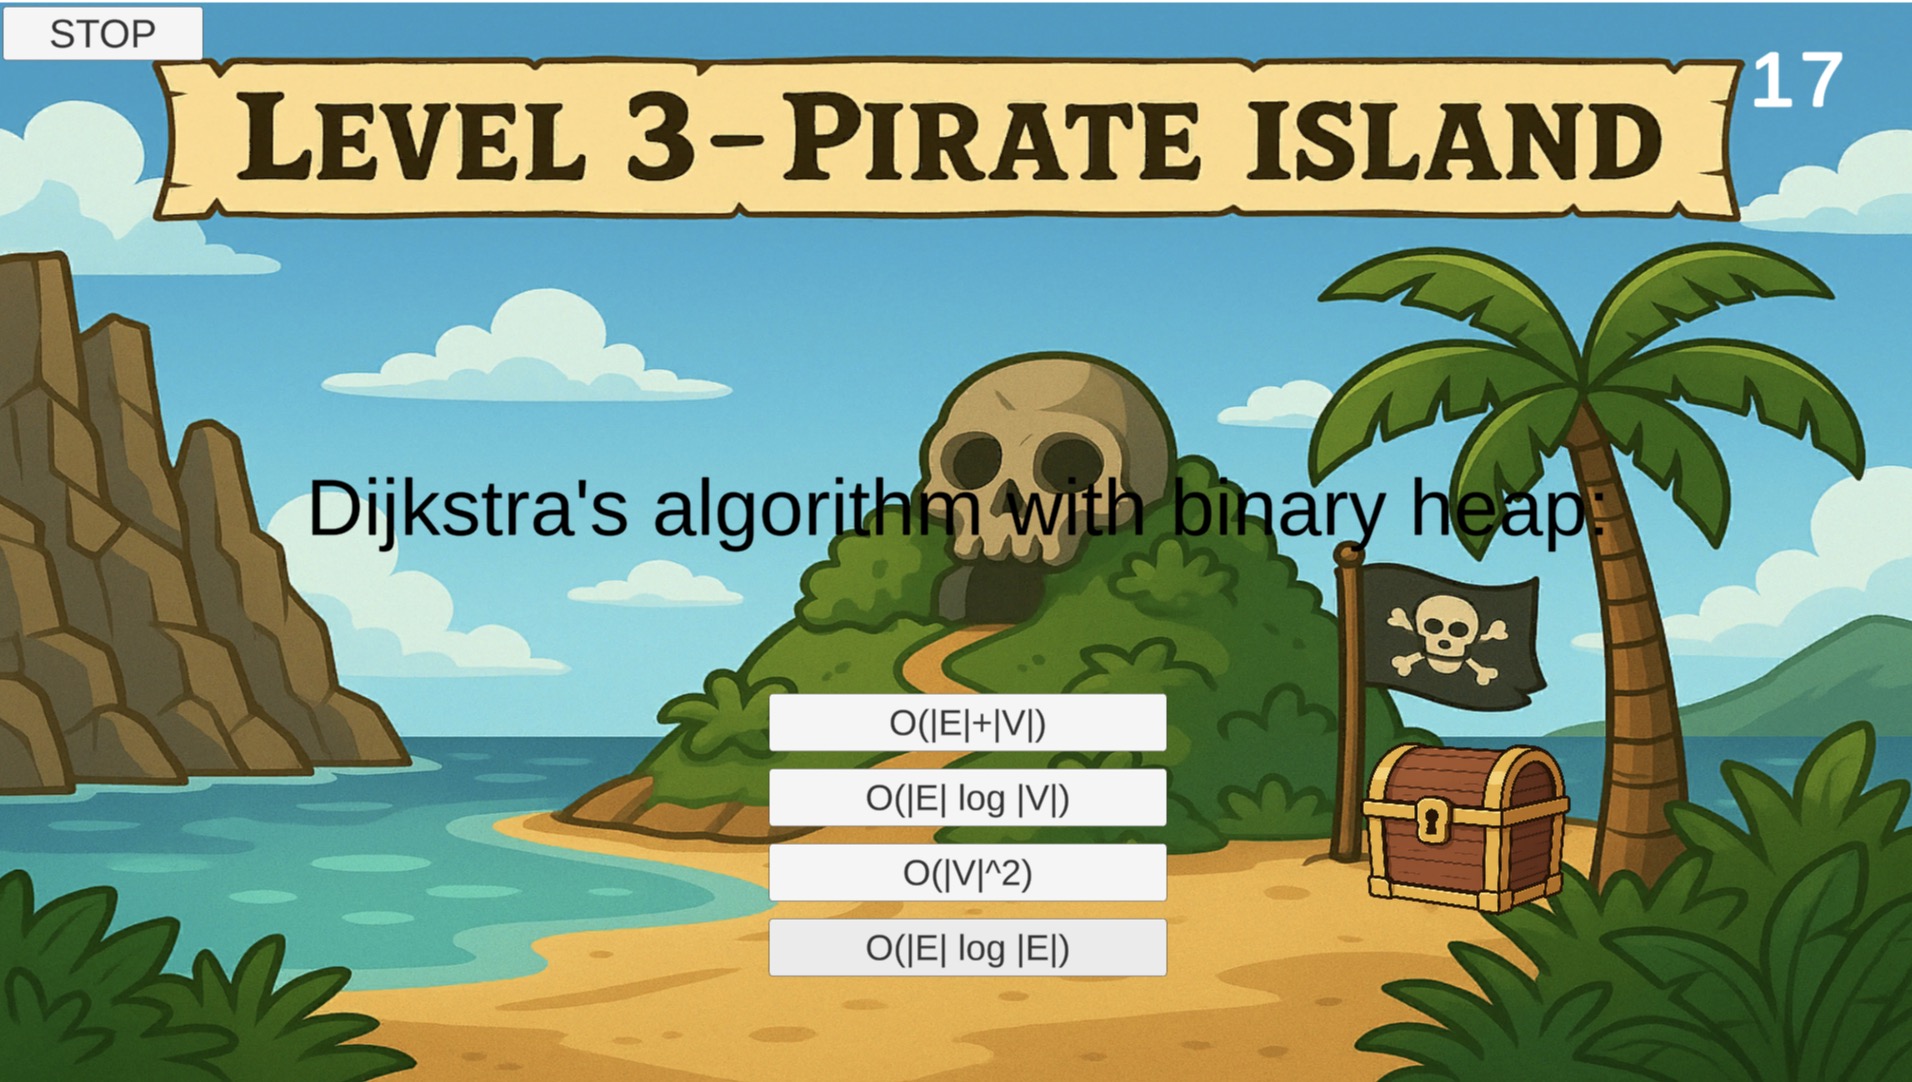 STOP
LEVEL 3-PIRATE ISLAND
17
Dijkstra's algorithm with binary heap:
O(|E|+|V|)
O(|E| log |V|)
O(|V|^2)
O(|E| log |E|)